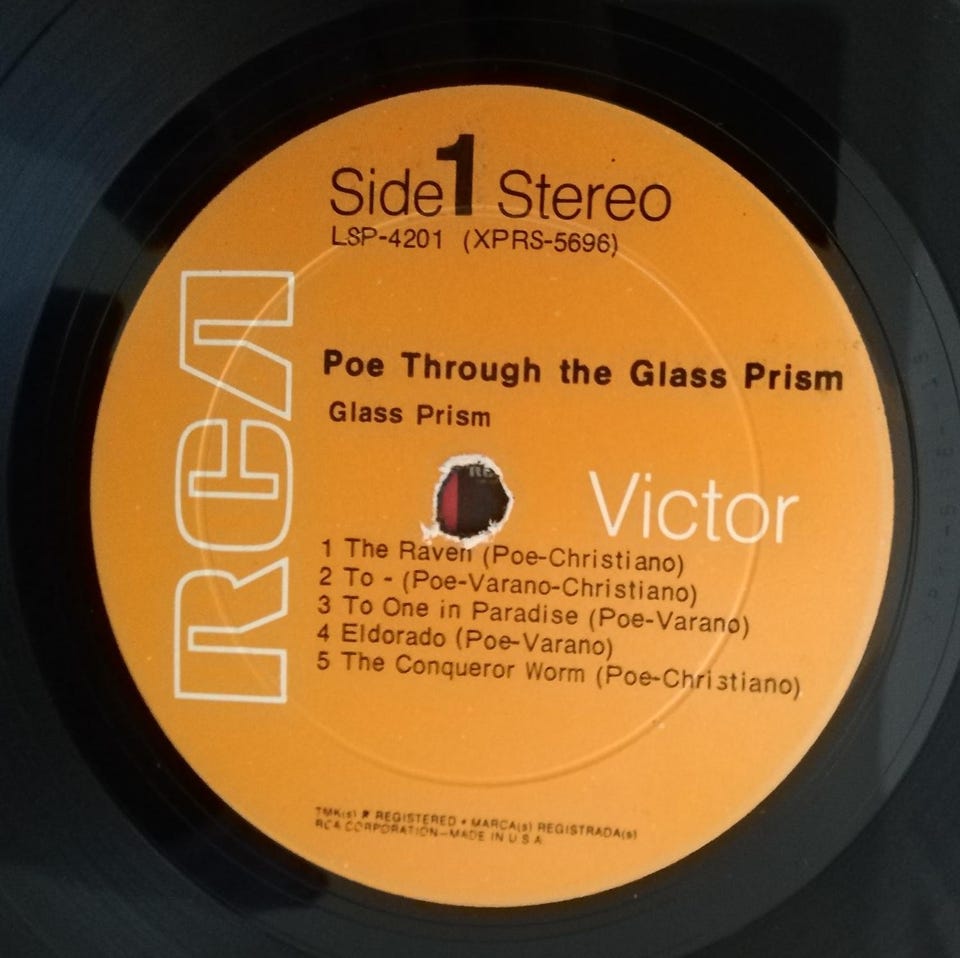 Side 1 Stereo
LSP-4201 (XPRS-5696)
RCA
Poe Through the Glass Prism
Glass Prism
Victor
1 The Raven (Poe-Christiano)
2 To - (Poe-Varano-Christiano)
3 To One in Paradise (Poe-Varano)
4 Eldorado (Poe-Varano)
5 The Conqueror Worm (Poe-Christiano)
TMK(s) ® REGISTERED • MARCA(s) REGISTRADA(s)
RCA CORPORATION—MADE IN U S A